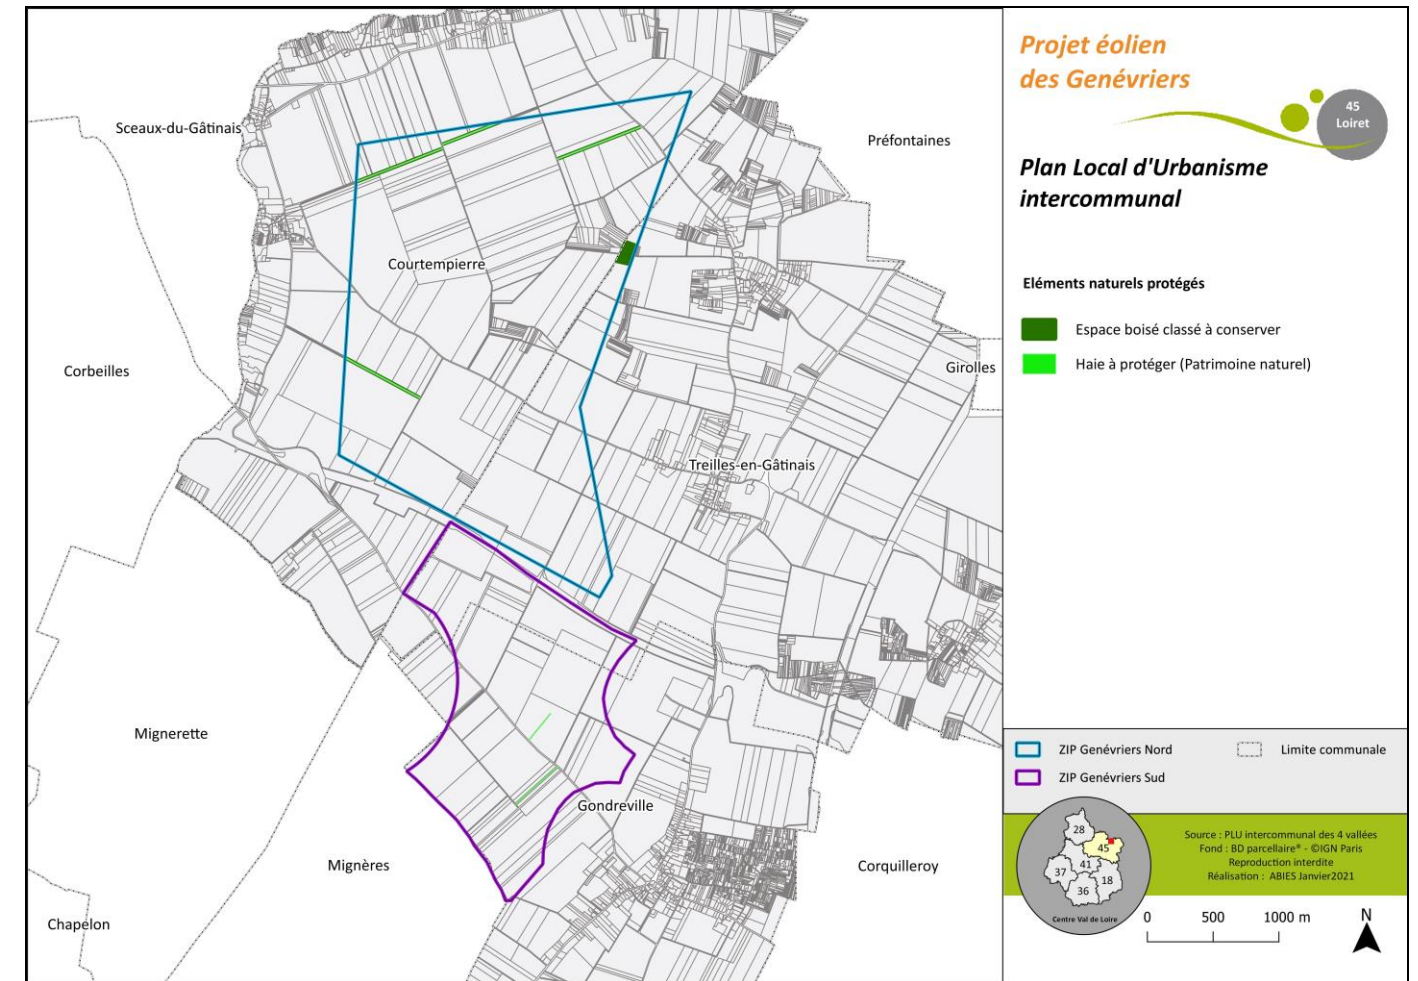 Projet éolien
des Genévriers
45
Loiret
Plan Local d'Urbanisme
intercommunal
Eléments naturels protégés
Espace boisé classé à conserver
Haie à protéger (Patrimoine naturel)
Sceaux-du-Gâtinais
Préfontaines
Courtempierre
Corbeilles
Girolles
Treilles-en-Gâtinais
Mignerette
Gondreville
Mignères
Corquilleroy
Chapelon
ZIP Genévriers Nord
Limite communale
ZIP Genévriers Sud
28
45
41
37
18
36
Centre Val de Loire
Source : PLU intercommunal des 4 vallées
Fond : BD parcellaire® - ©IGN Paris
Reproduction interdite
Réalisation : ABIES Janvier2021
0 500 1000 m
N